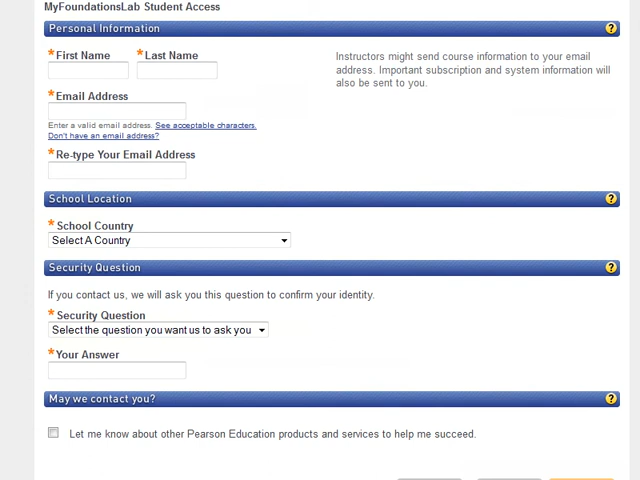 MyFoundationsLab Student Access
Personal Information ?
*First Name *Last Name
Instructors might send course information to your email
address. Important subscription and system information will
also be sent to you.
*Email Address
Enter a valid email address. See acceptable characters.
Don't have an email address?
*Re-type Your Email Address
School Location ?
*School Country
Select A Country
Security Question ?
If you contact us, we will ask you this question to confirm your identity.
*Security Question
Select the question you want us to ask you
*Your Answer
May we contact you? ?
Let me know about other Pearson Education products and services to help me succeed.